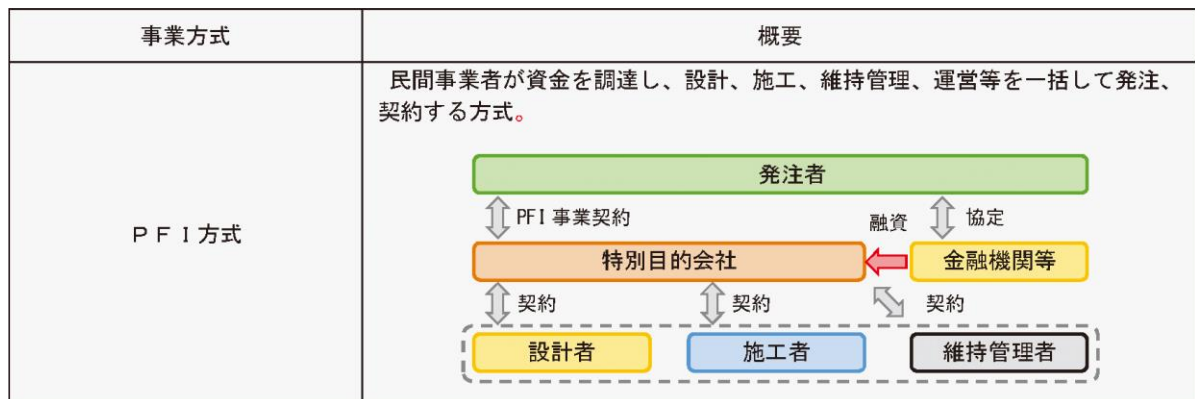 事業方式
概要
PFI方式
民間事業者が資金を調達し、設計、施工、維持管理、運営等を一括して発注、
契約する方式。
発注者
PFI事業契約
融資
協定
特別目的会社
金融機関等
契約
契約
契約
設計者
施工者
維持管理者